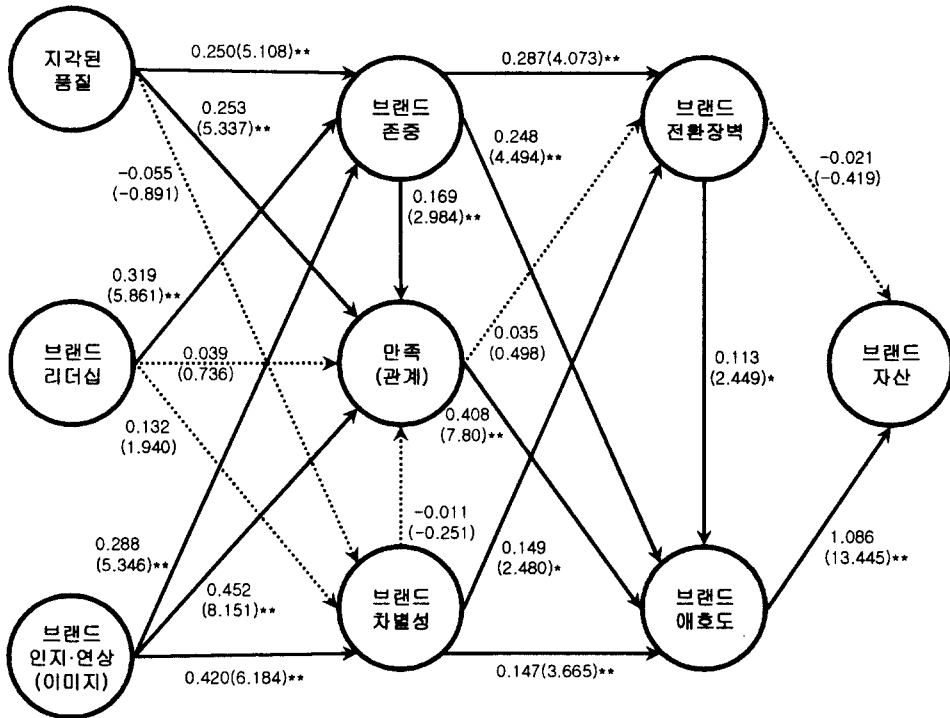 지각된
품질
0.250(5.108)**
0.253
(5.337)**
-0.055
(-0.891)
브랜드
존중
0.287(4.073)**
브랜드
전환장벽
0.248
(4.494)**
-0.021
(-0.419)
0.169
(2.984)**
0.319
(5.861)**
브랜드
리더십
0.039
(0.736)
만족
(관계)
0.035
(0.498)
0.113
(2.449)*
브랜드
자산
0.132
(1.940)
0.408
(7.80)**
-0.011
(-0.251)
0.288
(5.346)**
0.452
(8.151)**
0.149
(2.480)*
1.086
(13.445)**
브랜드
인지·연상
(이미지)
브랜드
차별성
브랜드
애호도
0.420(6.184)**
0.147(3.665)**